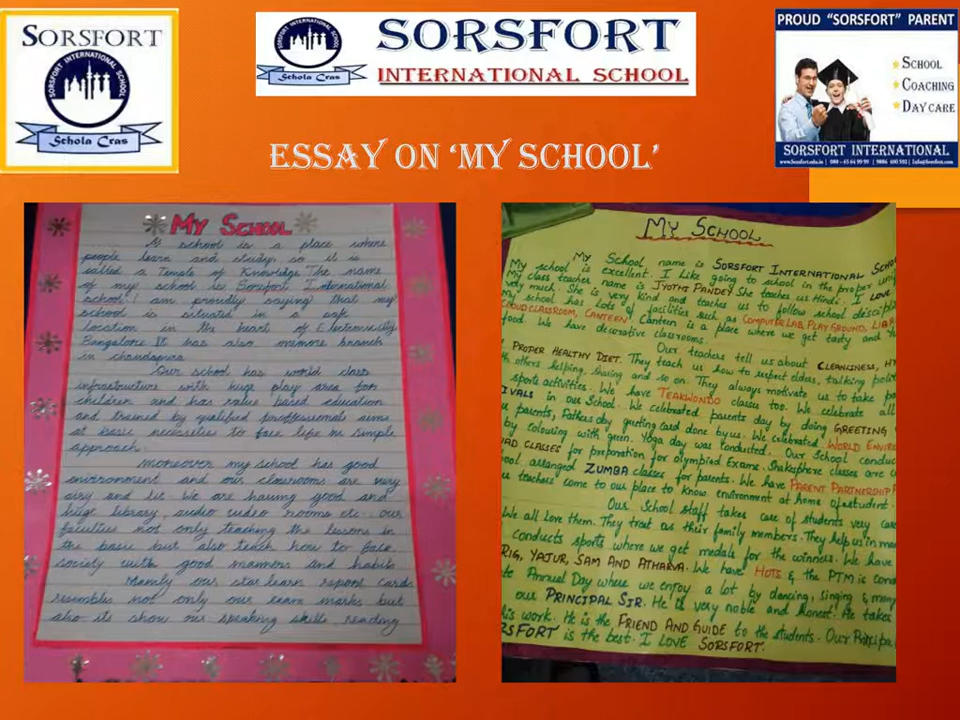 SORSFORT
SORSFORT INTERNATIONAL SCHOOL
Schola Cras
SORSFORT INTERNATIONAL SCHOOL
Schola Cras
SORSFORT
INTERNATIONAL SCHOOL
PROUD "SORSFORT" PARENT
SCHOOL
COACHING
DAY CARE
SORSFORT INTERNATIONAL
ESSAY ON 'MY SCHOOL'
MY SCHOOL
A school is a place where
people learn and study, so it is
called a Temple of Knowledge The name
of my school is Sorsfort International
school. I am proudly saying that my
school is situated in a safe
location in the heart of Electronic city
Bangalore It has also branch
in chandapura
Our school has world class
infrastructure with huge play area for
children and has value based education
and trained by qualified proffessionals aims
at basic necessities to face life in simple
approach.
Moreover my school has good
environment and our classrooms are very
airy and lit. We are having good and
huge library, audio video rooms etc. our
faculties not only teaching the lessons in
the basic but also teach how to face
society with good manners and habits
Mainly our star learn report cards
resembles not only our exam marks but
also its show our speaking skills reading
MY SCHOOL
My School name is SORSFORT INTERNATIONAL
My school is excellent. I Like going to school in the proper
My class teacher name is JYOTHI PANDEY She teaches us Hindi. I LOVE
very much. She is very kind and teaches us to follow school
My school has Lots of facilities such as COMPUTER LAB, PLAY GROUND,
CLASSROOM, CANTEEN. Canteen is a place where we get tasty and
food. We have decorative classrooms.
Our teachers tell us about CLEANLINESS,
PROPER HEALTHY DIET. They teach us how to respect elders, talking
others helping, sharing and so on. They always motivate us to take
sports activities. We have TEAKWONDO classes too. We celebrate all
in our School. We celebrated parents day by doing GREETING
parents, Fathers day greeting card done by us. We celebrated WORLD
by colouring with green. Yoga day was conducted. Our School
CLASSES for preparation for olympied Exams. Shakesphere classes are
arranged ZUMBA classes for parents. We have PARENT PARTNERSHIP
teachers come to our place to know environment at home of student.
Our School staff takes care of students very
We all love them. They trat as their family members. They help us in
conducts sports where we get medals for the winners. We have
RIG, YAJUR, SAM AND ATHARVA. We have HOTS & the PTM is
Annual Day where we enjoy a lot by dancing, singing &
our PRINCIPAL SIR. He is very noble and honest. He takes
his work. He is the FRIEND AND GUIDE to the students. Our
is the best. I LOVE SORSFORT.